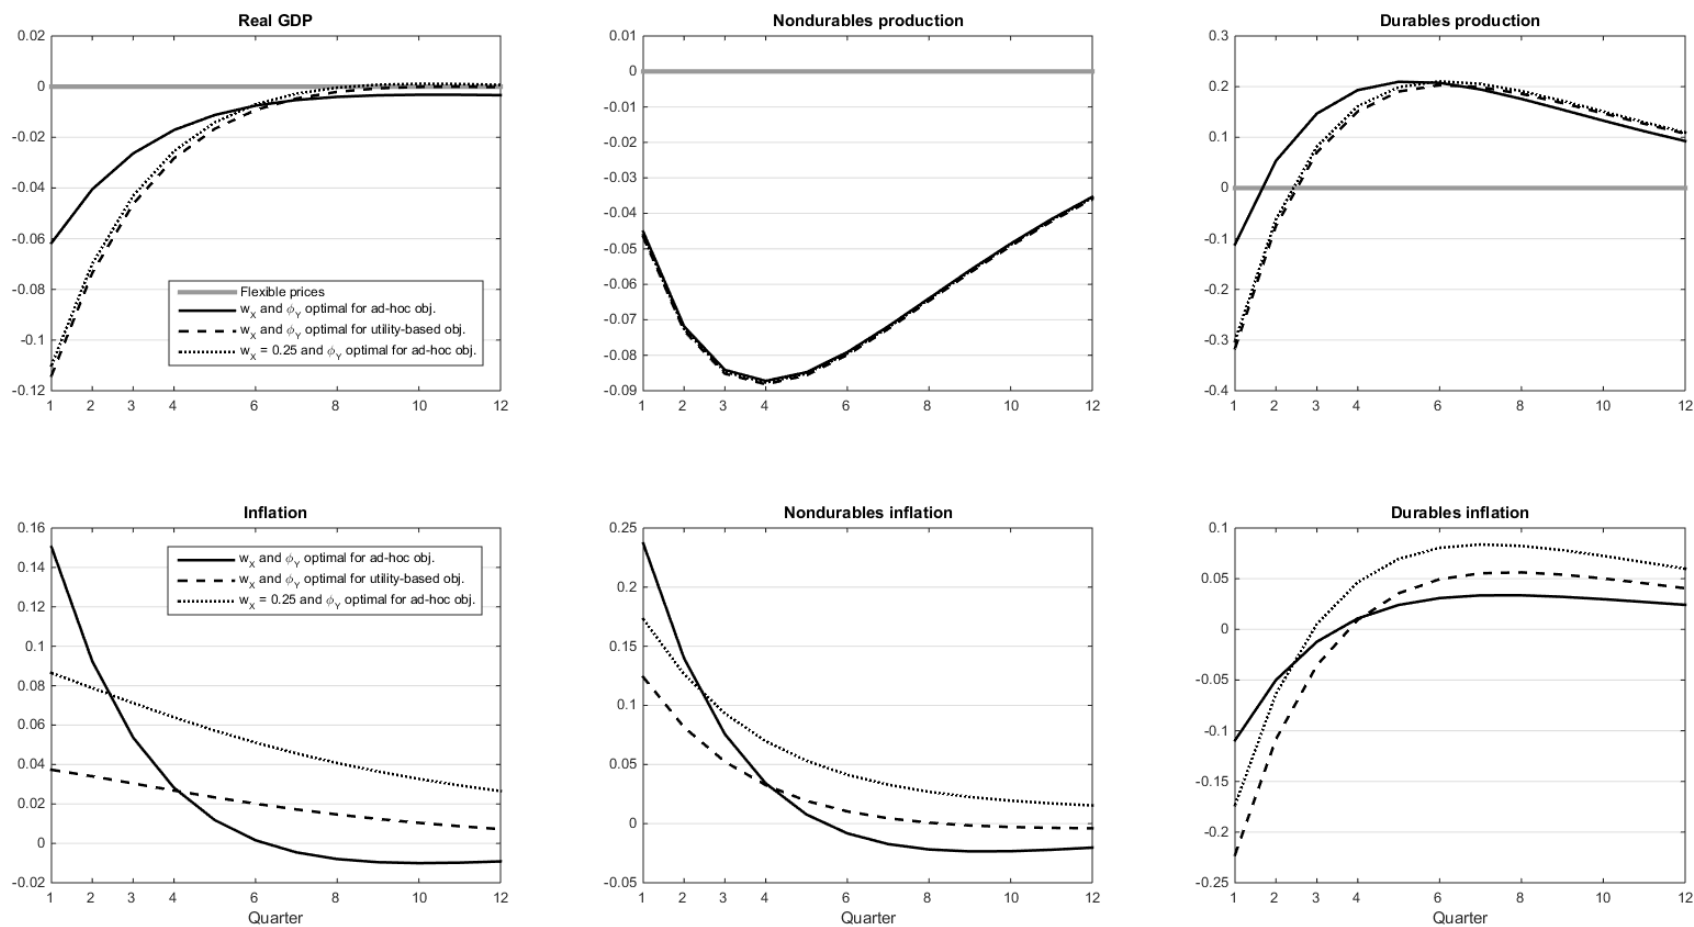 Real GDP
0.02
0
-0.02
-0.04
-0.06
-0.08
-0.1
-0.12
1 2 3 4 6 8 10 12
Flexible prices
w_X and ϕ_Y optimal for ad-hoc obj.
w_X and ϕ_Y optimal for utility-based obj.
w_X = 0.25 and ϕ_Y optimal for ad-hoc obj.
Nondurables production
0.01
0
-0.01
-0.02
-0.03
-0.04
-0.05
-0.06
-0.07
-0.08
-0.09
1 2 3 4 6 8 10 12
Durables production
0.3
0.2
0.1
0
-0.1
-0.2
-0.3
-0.4
1 2 3 4 6 8 10 12
Inflation
0.16
0.14
0.12
0.1
0.08
0.06
0.04
0.02
0
-0.02
1 2 3 4 6 8 10 12
Quarter
w_X and ϕ_Y optimal for ad-hoc obj.
w_X and ϕ_Y optimal for utility-based obj.
w_X = 0.25 and ϕ_Y optimal for ad-hoc obj.
Nondurables inflation
0.25
0.2
0.15
0.1
0.05
0
-0.05
1 2 3 4 6 8 10 12
Quarter
Durables inflation
0.1
0.05
0
-0.05
-0.1
-0.15
-0.2
-0.25
1 2 3 4 6 8 10 12
Quarter